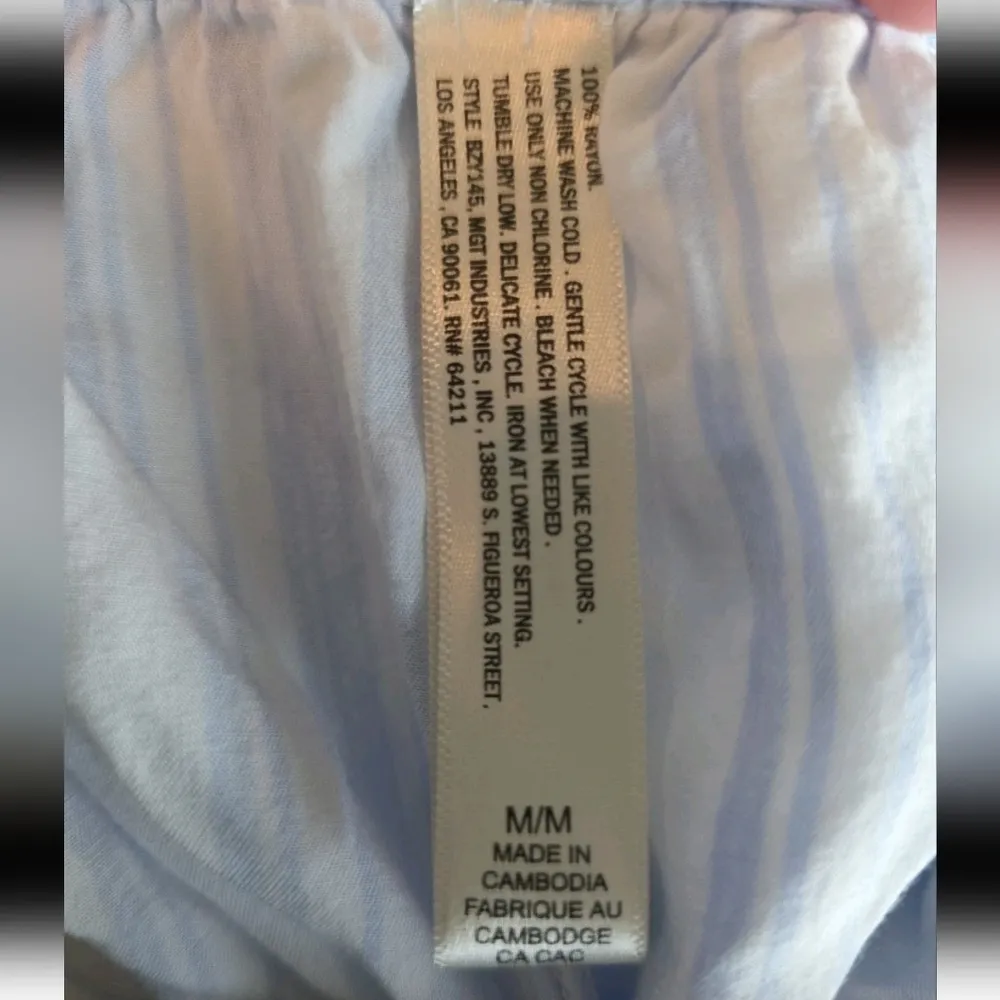 100% RAYON.
MACHINE WASH COLD . GENTLE CYCLE WITH LIKE COLOURS .
USE ONLY NON CHLORINE . BLEACH WHEN NEEDED .
TUMBLE DRY LOW. DELICATE CYCLE. IRON AT LOWEST SETTING.
STYLE BZY145, MGT INDUSTRIES , INC , 13889 S. FIGUEROA STREET ,
LOS ANGELES , CA 90061. RN# 64211
M/M
MADE IN
CAMBODIA
FABRIQUE AU
CAMBODGE